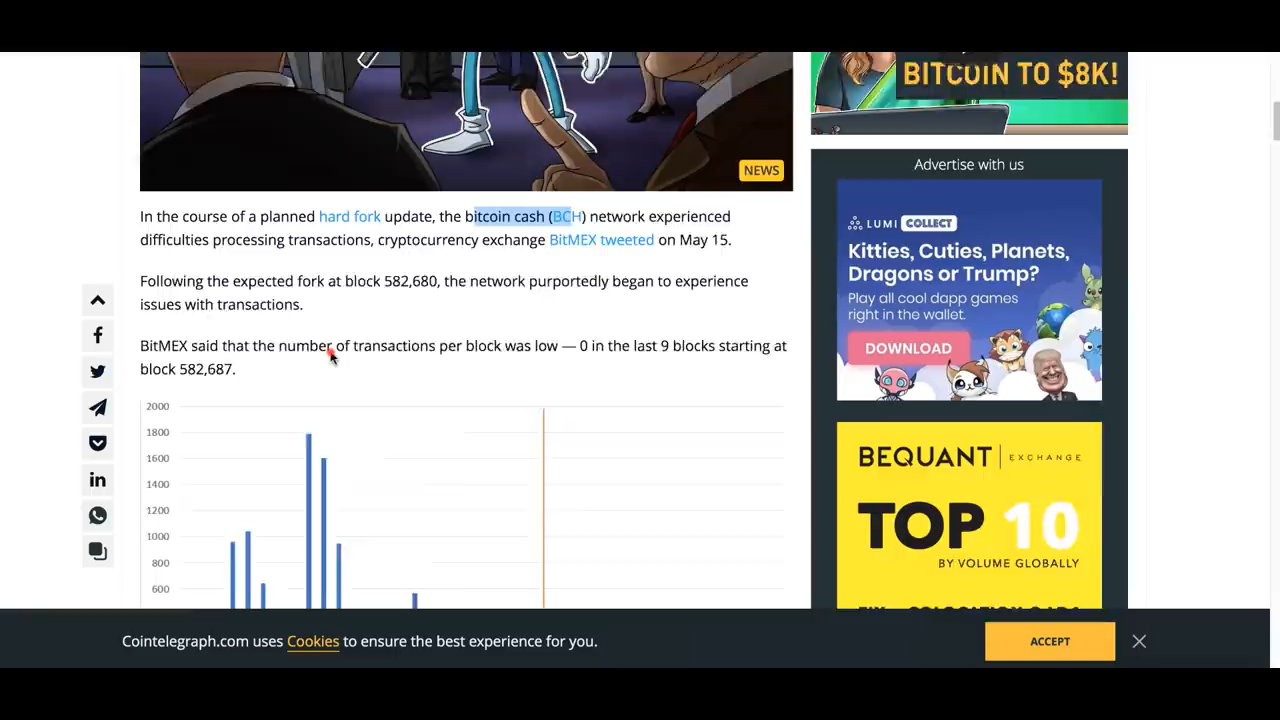 BITCOIN TO $8K!
NEWS
Advertise with us
In the course of a planned hard fork update, the bitcoin cash (BCH) network experienced
difficulties processing transactions, cryptocurrency exchange BitMEX tweeted on May 15.
Following the expected fork at block 582,680, the network purportedly began to experience
issues with transactions.
BitMEX said that the number of transactions per block was low — 0 in the last 9 blocks starting at
block 582,687.
2000
1800
1600
1400
1200
1000
800
600
LUMI COLLECT
Kitties, Cuties, Planets,
Dragons or Trump?
Play all cool dapp games
right in the wallet.
DOWNLOAD
BEQUANT EXCHANGE
TOP 10
BY VOLUME GLOBALLY
Cointelegraph.com uses Cookies to ensure the best experience for you.
ACCEPT